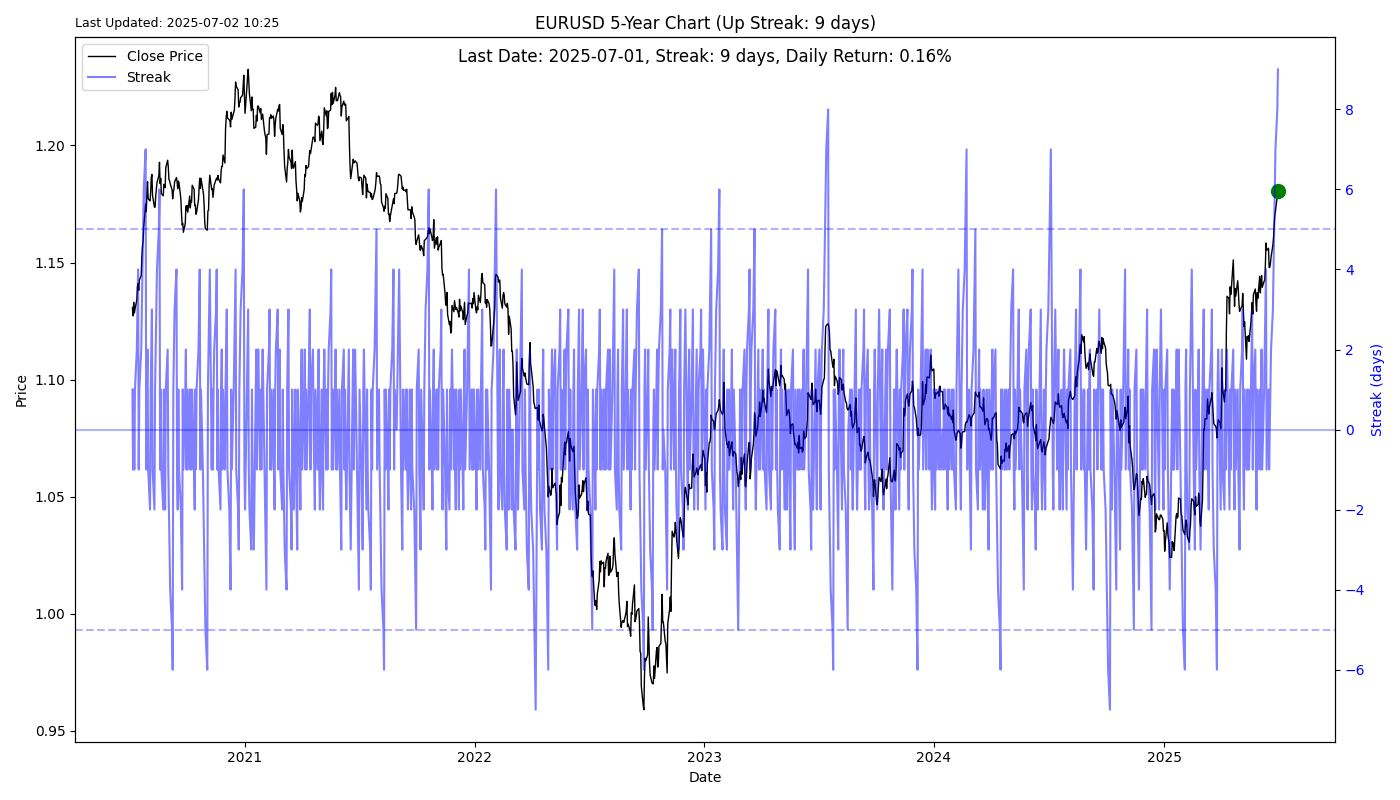 Last Updated: 2025-07-02 10:25
EURUSD 5-Year Chart (Up Streak: 9 days)
Last Date: 2025-07-01, Streak: 9 days, Daily Return: 0.16%
Close Price
Streak
1.20
1.15
1.10
1.05
1.00
0.95
Price
8
6
4
2
0
−2
−4
−6
Streak (days)
2021
2022
2023
2024
2025
Date